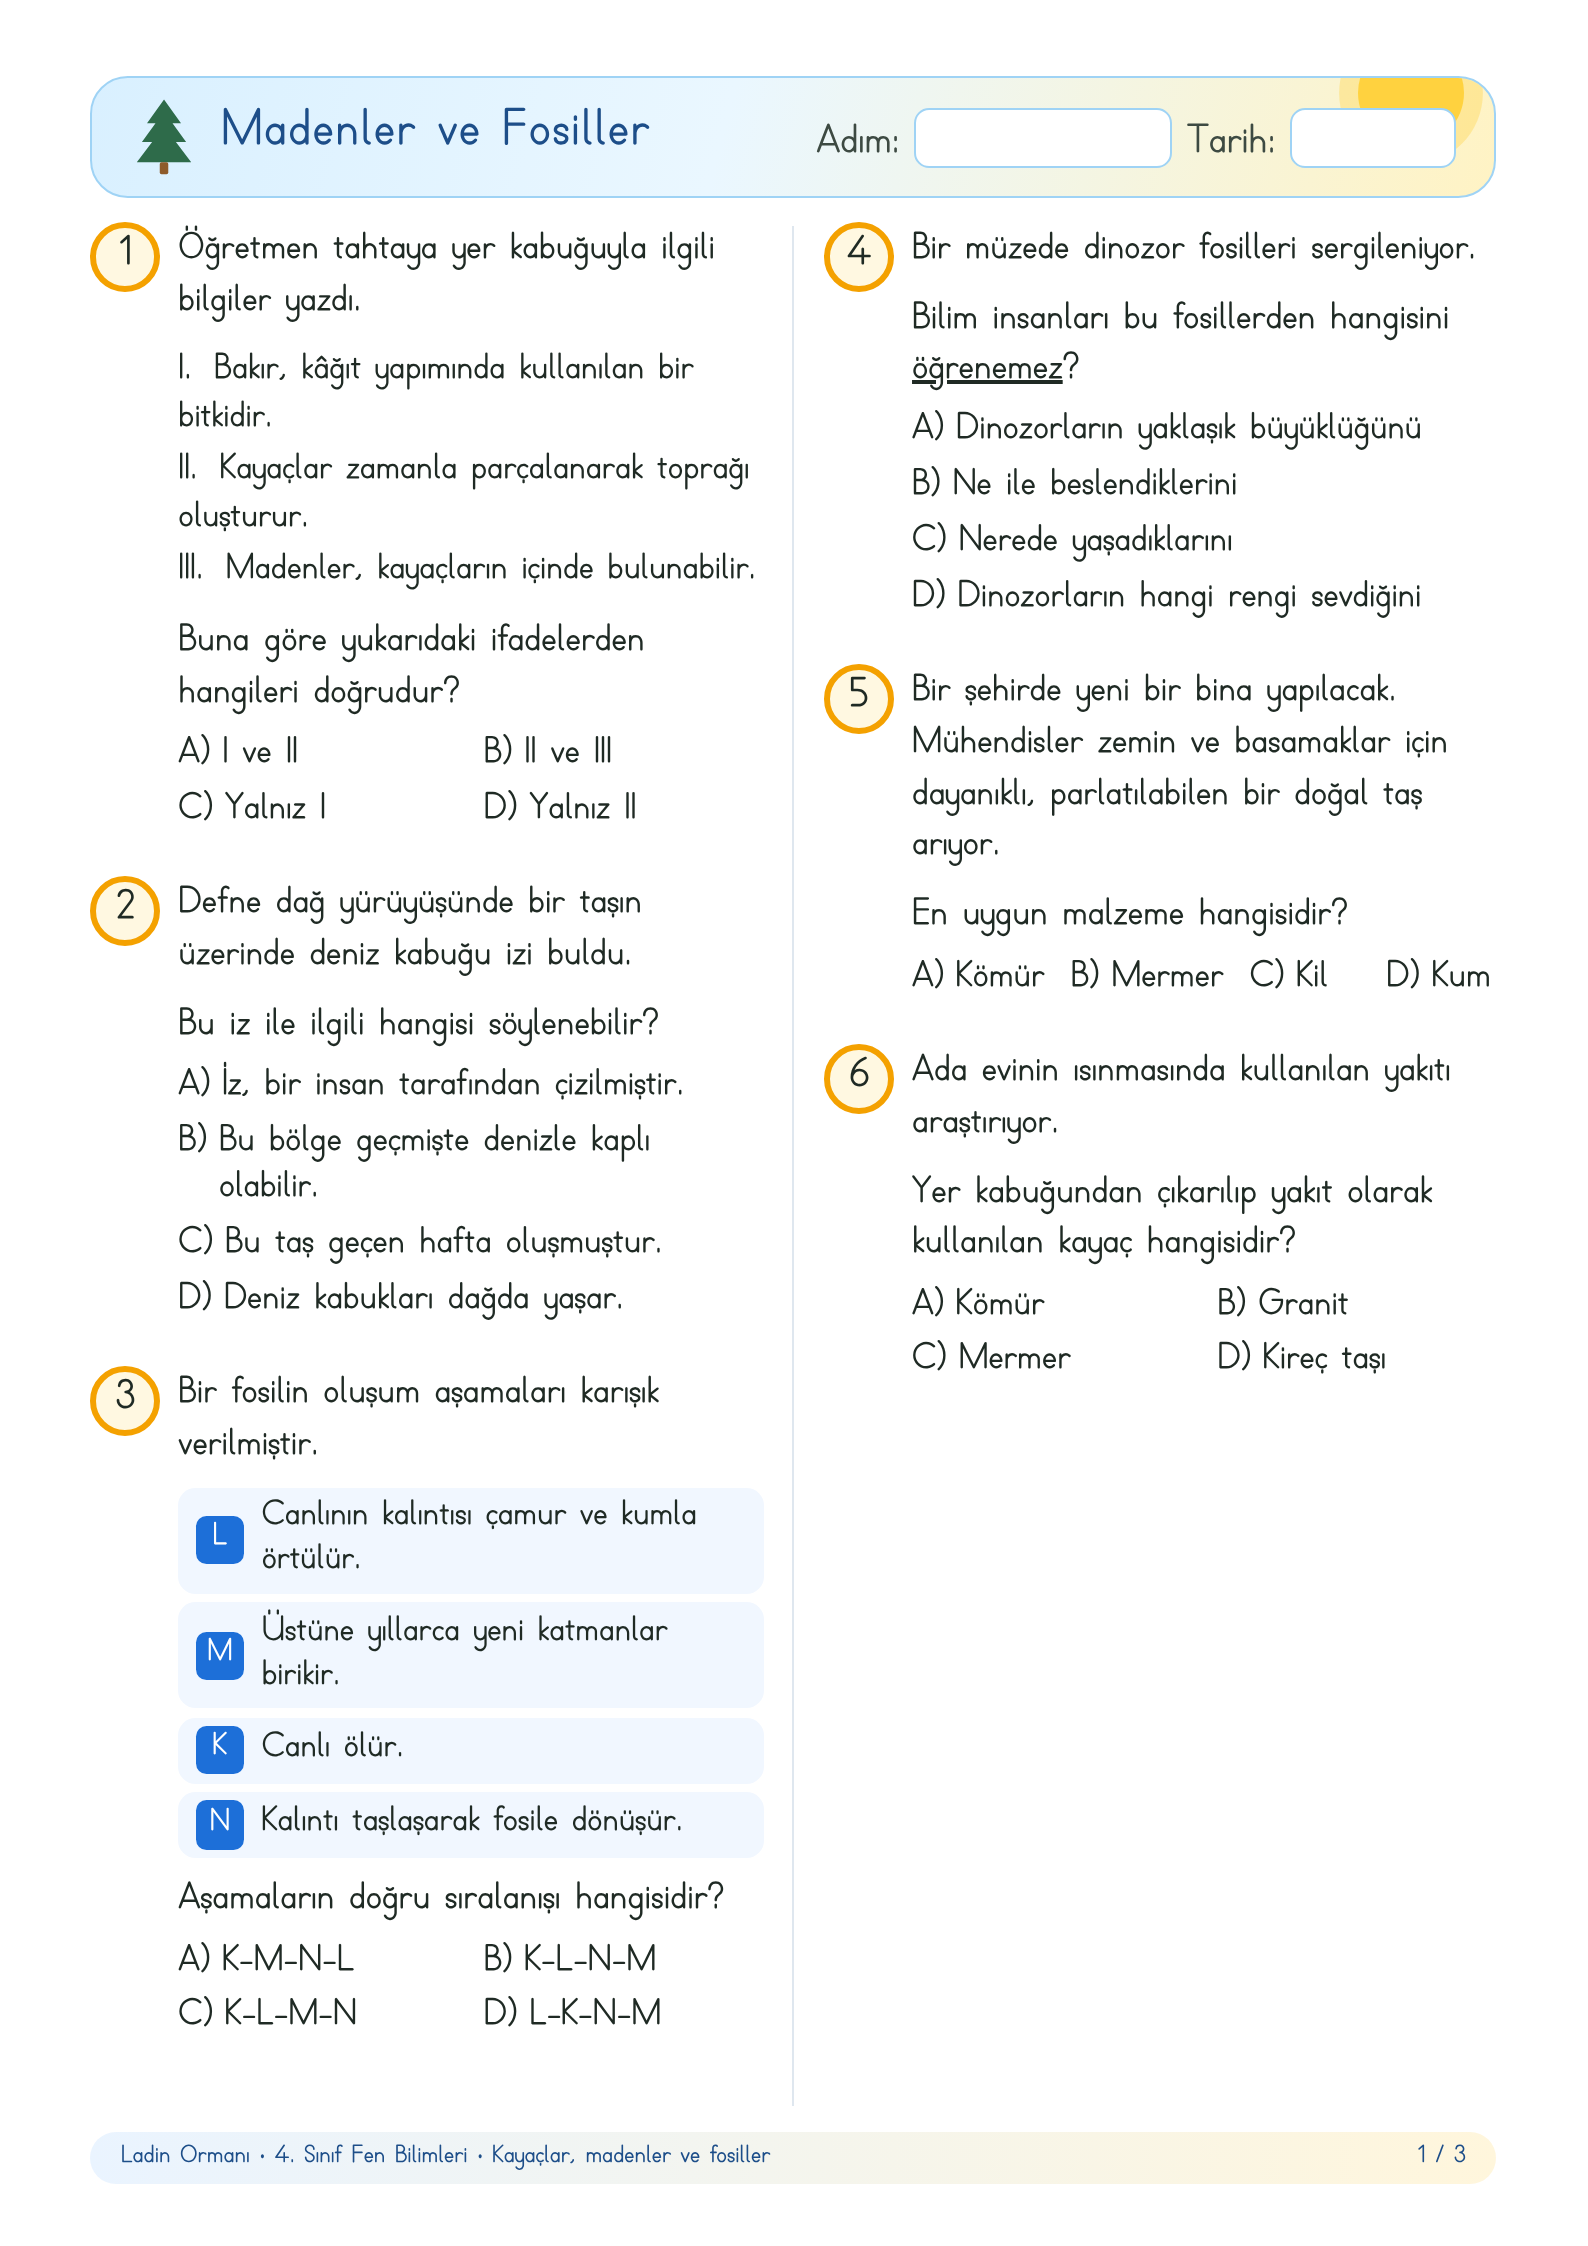 Madenler ve Fosiller
Adım:
Tarih:
1
Öğretmen tahtaya yer kabuğuyla ilgili
bilgiler yazdı.
I. Bakır, kâğıt yapımında kullanılan bir
bitkidir.
II. Kayaçlar zamanla parçalanarak toprağı
oluşturur.
III. Madenler, kayaçların içinde bulunabilir.
Buna göre yukarıdaki ifadelerden
hangileri doğrudur?
A) I ve II B) II ve III
C) Yalnız I D) Yalnız II
2
Defne dağ yürüyüşünde bir taşın
üzerinde deniz kabuğu izi buldu.
Bu iz ile ilgili hangisi söylenebilir?
A) İz, bir insan tarafından çizilmiştir.
B) Bu bölge geçmişte denizle kaplı
olabilir.
C) Bu taş geçen hafta oluşmuştur.
D) Deniz kabukları dağda yaşar.
3
Bir fosilin oluşum aşamaları karışık
verilmiştir.
L Canlının kalıntısı çamur ve kumla
örtülür.
M Üstüne yıllarca yeni katmanlar
birikir.
K Canlı ölür.
N Kalıntı taşlaşarak fosile dönüşür.
Aşamaların doğru sıralanışı hangisidir?
A) K-M-N-L B) K-L-N-M
C) K-L-M-N D) L-K-N-M
4
Bir müzede dinozor fosilleri sergileniyor.
Bilim insanları bu fosillerden hangisini
öğrenemez?
A) Dinozorların yaklaşık büyüklüğünü
B) Ne ile beslendiklerini
C) Nerede yaşadıklarını
D) Dinozorların hangi rengi sevdiğini
5
Bir şehirde yeni bir bina yapılacak.
Mühendisler zemin ve basamaklar için
dayanıklı, parlatılabilen bir doğal taş
arıyor.
En uygun malzeme hangisidir?
A) Kömür B) Mermer C) Kil D) Kum
6
Ada evinin ısınmasında kullanılan yakıtı
araştırıyor.
Yer kabuğundan çıkarılıp yakıt olarak
kullanılan kayaç hangisidir?
A) Kömür B) Granit
C) Mermer D) Kireç taşı
Ladin Ormanı • 4. Sınıf Fen Bilimleri • Kayaçlar, madenler ve fosiller
1 / 3